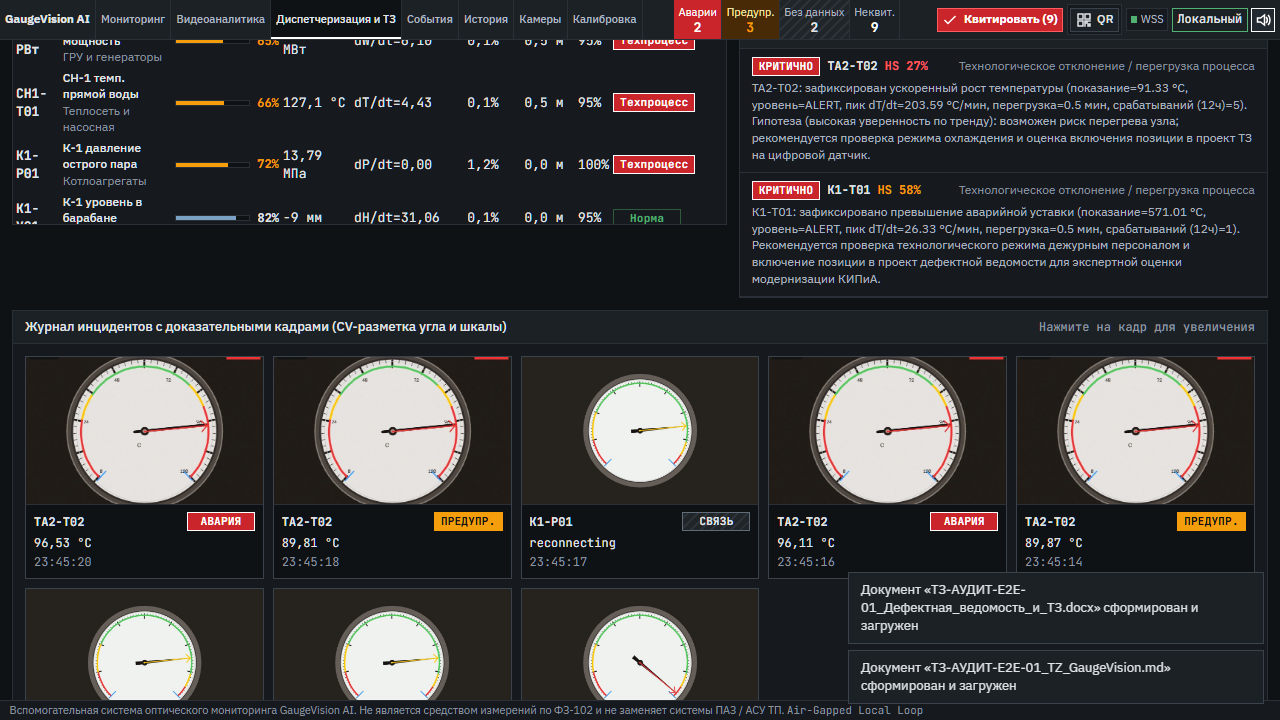 GaugeVision AI Мониторинг Видеоаналитика Диспетчеризация и ТЗ События История Камеры Калибровка
Аварии 2
Предупр. 3
Без данных 2
Неквит. 9
Квитировать (9)
QR
WSS
Локальный
РВт мощность 65% МВт dW/dt=6,10 0,1% 0,5 м 95% Техпроцесс
ГРУ и генераторы
СН-1 темп.
СН1-Т01 прямой воды 66% 127,1 °C dT/dt=4,43 0,1% 0,5 м 95% Техпроцесс
Теплосеть и
насосная
К1-Р01 К-1 давление
острого пара 72% 13,79 МПа dP/dt=0,00 1,2% 0,0 м 100% Техпроцесс
Котлоагрегаты
К1- К-1 уровень в
барабане 82% -9 мм dH/dt=31,06 0,1% 0,0 м 95% Норма
КРИТИЧНО ТА2-Т02 HS 27% Технологическое отклонение / перегрузка процесса
ТА2-Т02: зафиксирован ускоренный рост температуры (показание=91.33 °C,
уровень=ALERT, пик dT/dt=203.59 °C/мин, перегрузка=0.5 мин, срабатываний (12ч)=5).
Гипотеза (высокая уверенность по тренду): возможен риск перегрева узла;
рекомендуется проверка режима охлаждения и оценка включения позиции в проект ТЗ
на цифровой датчик.
КРИТИЧНО К1-Т01 HS 58% Технологическое отклонение / перегрузка процесса
К1-Т01: зафиксировано превышение аварийной уставки (показание=571.01 °C,
уровень=ALERT, пик dT/dt=26.33 °C/мин, перегрузка=0.5 мин, срабатываний (12ч)=1).
Рекомендуется проверка технологического режима дежурным персоналом и
включение позиции в проект дефектной ведомости для экспертной оценки
модернизации КИПиА.
Журнал инцидентов с доказательными кадрами (CV-разметка угла и шкалы) Нажмите на кадр для увеличения
ТА2-Т02 АВАРИЯ
96,53 °C
23:45:20
ТА2-Т02 ПРЕДУПР.
89,81 °C
23:45:18
К1-Р01 СВЯЗЬ
reconnecting
23:45:17
ТА2-Т02 АВАРИЯ
96,11 °C
23:45:16
ТА2-Т02 ПРЕДУПР.
89,87 °C
23:45:14
Документ «ТЗ-АУДИТ-E2E-
01_Дефектная_ведомость_и_ТЗ.docx» сформирован и
загружен
Документ «ТЗ-АУДИТ-E2E-01_TZ_GaugeVision.md»
сформирован и загружен
Вспомогательная система оптического мониторинга GaugeVision AI. Не является средством измерений по ФЗ-102 и не заменяет системы ПАЗ / АСУ ТП. Air-Gapped Local Loop